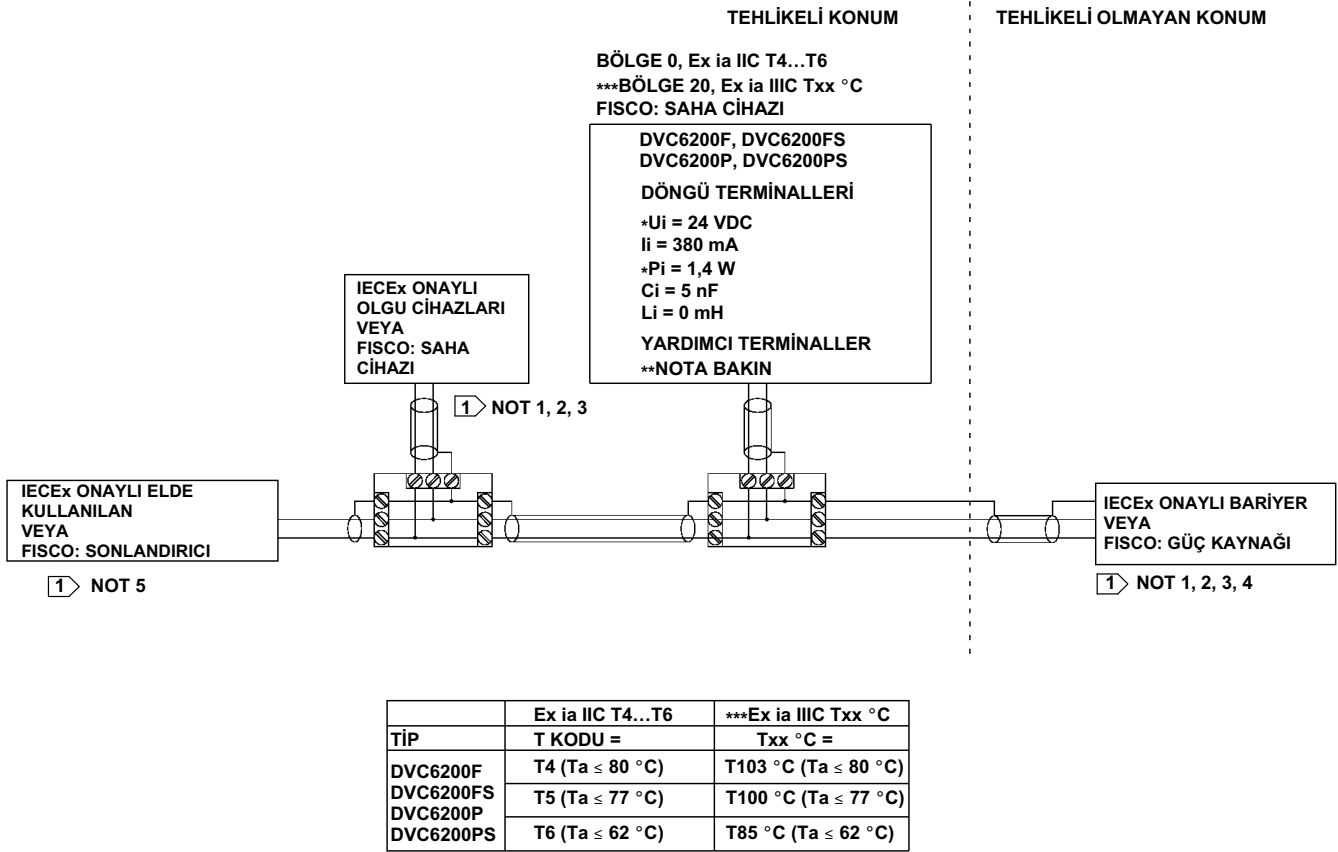 TEHLİKELİ KONUM
TEHLİKELİ OLMAYAN KONUM
BÖLGE 0, Ex ia IIC T4...T6
***BÖLGE 20, Ex ia IIIC Txx °C
FISCO: SAHA CİHAZI
DVC6200F, DVC6200FS
DVC6200P, DVC6200PS
DÖNGÜ TERMİNALLERİ
*Ui = 24 VDC
Ii = 380 mA
*Pi = 1,4 W
Ci = 5 nF
Li = 0 mH
YARDIMCI TERMİNALLER
**NOTA BAKIN
IECEx ONAYLI
OLGU CİHAZLARI
VEYA
FISCO: SAHA
CİHAZI
1 NOT 1, 2, 3
IECEx ONAYLI ELDE
KULLANILAN
VEYA
FISCO: SONLANDIRICI
1 NOT 5
IECEx ONAYLI BARİYER
VEYA
FISCO: GÜÇ KAYNAĞI
1 NOT 1, 2, 3, 4
Ex ia IIC T4...T6 ***Ex ia IIIC Txx °C
TİP T KODU = Txx °C =
DVC6200F
DVC6200FS
DVC6200P
DVC6200PS
T4 (Ta ≤ 80 °C) T103 °C (Ta ≤ 80 °C)
T5 (Ta ≤ 77 °C) T100 °C (Ta ≤ 77 °C)
T6 (Ta ≤ 62 °C) T85 °C (Ta ≤ 62 °C)